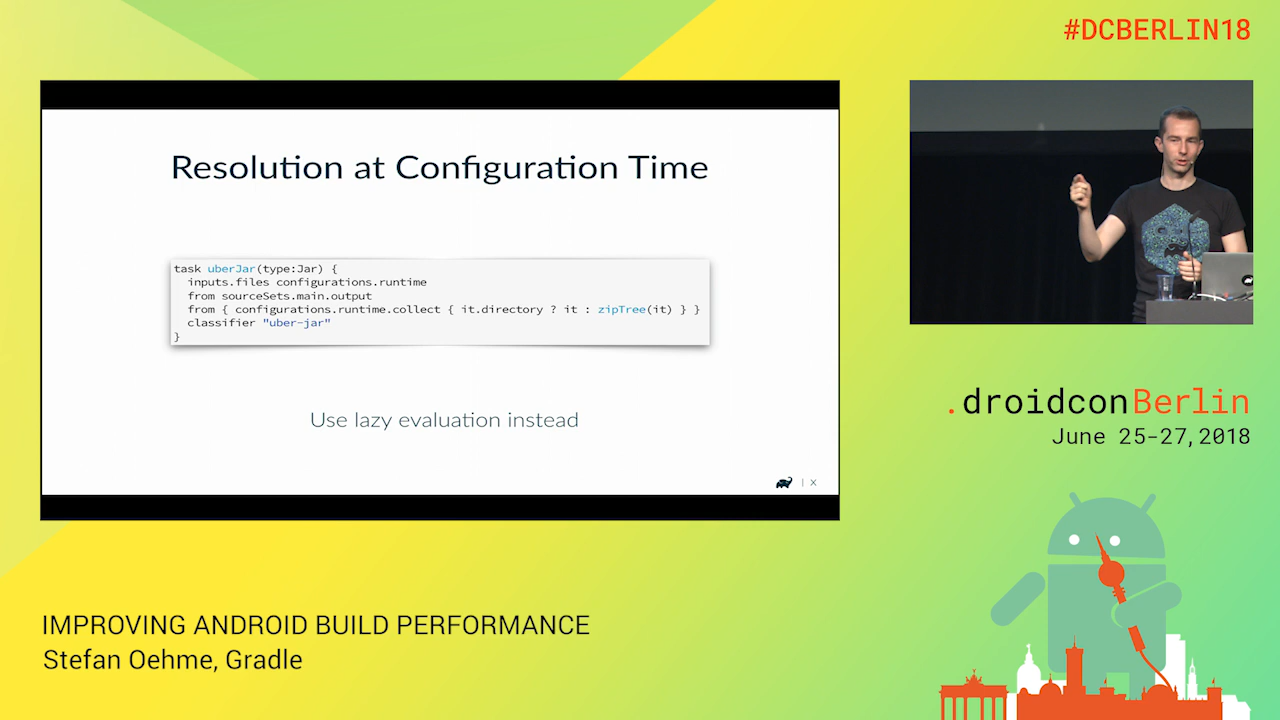 #DCBERLIN18
Resolution at Configuration Time
task uberJar(type:Jar) {
  inputs.files configurations.runtime
  from sourceSets.main.output
  from { configurations.runtime.collect { it.directory ? it : zipTree(it) } }
  classifier "uber-jar"
}
Use lazy evaluation instead
| X
.droidconBerlin
June 25-27,2018
IMPROVING ANDROID BUILD PERFORMANCE
Stefan Oehme, Gradle